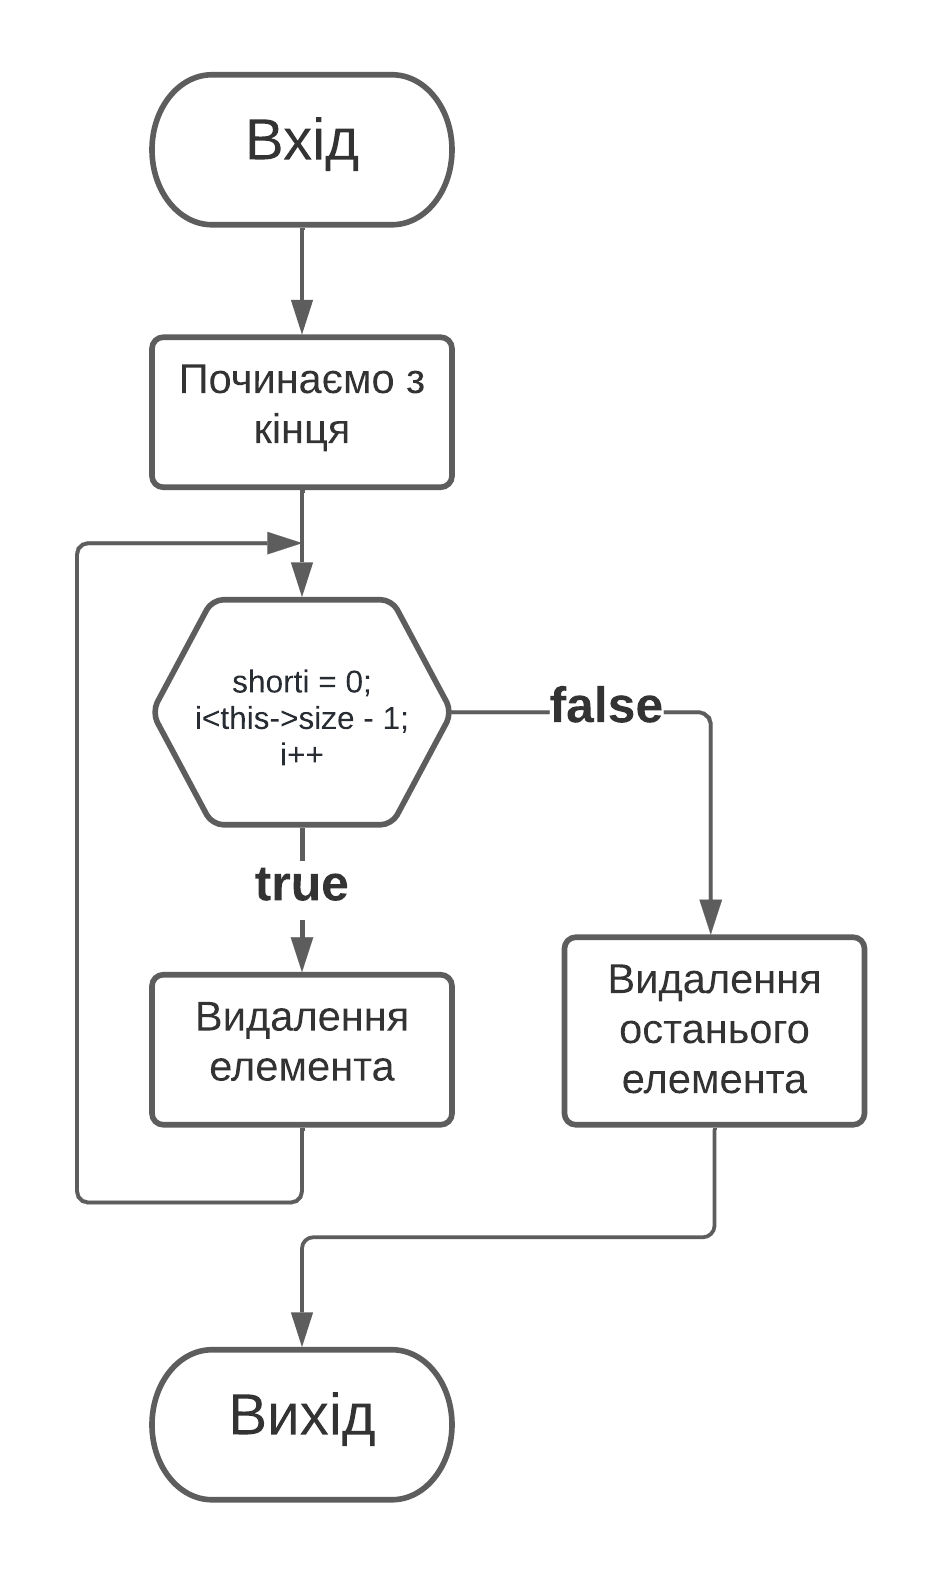 Вхід
Починаємо з
кінця
shorti = 0;
i<this->size - 1;
i++
false
true
Видалення
елемента
Видалення
останього
елемента
Вихід